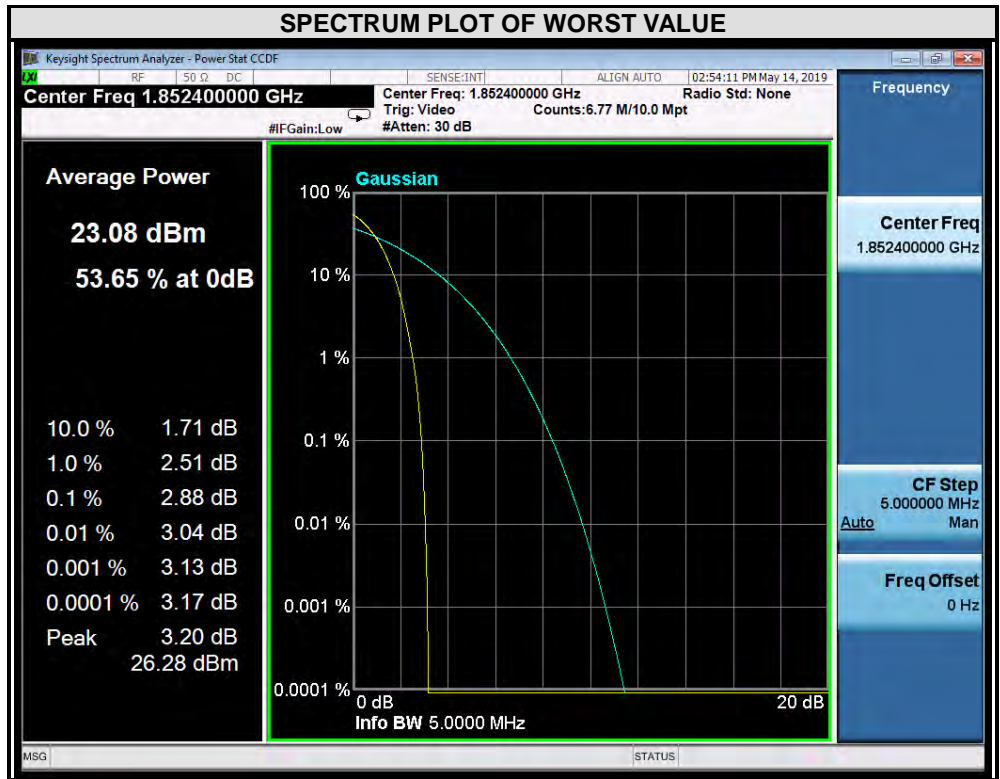 SPECTRUM PLOT OF WORST VALUE
Keysight Spectrum Analyzer - Power Stat CCDF
LXI RF 50 Ω DC SENSE:INT ALIGN AUTO 02:54:11 PM May 14, 2019
Center Freq 1.852400000 GHz
Center Freq: 1.852400000 GHz Radio Std: None
Trig: Video Counts:6.77 M/10.0 Mpt
#IFGain:Low #Atten: 30 dB
Average Power
23.08 dBm
53.65 % at 0dB
10.0 % 1.71 dB
1.0 % 2.51 dB
0.1 % 2.88 dB
0.01 % 3.04 dB
0.001 % 3.13 dB
0.0001 % 3.17 dB
Peak 3.20 dB
26.28 dBm
Gaussian
100 %
10 %
1 %
0.1 %
0.01 %
0.001 %
0.0001 %
0 dB 20 dB
Info BW 5.0000 MHz
Frequency
Center Freq
1.852400000 GHz
CF Step
5.000000 MHz
Auto Man
Freq Offset
0 Hz
MSG STATUS